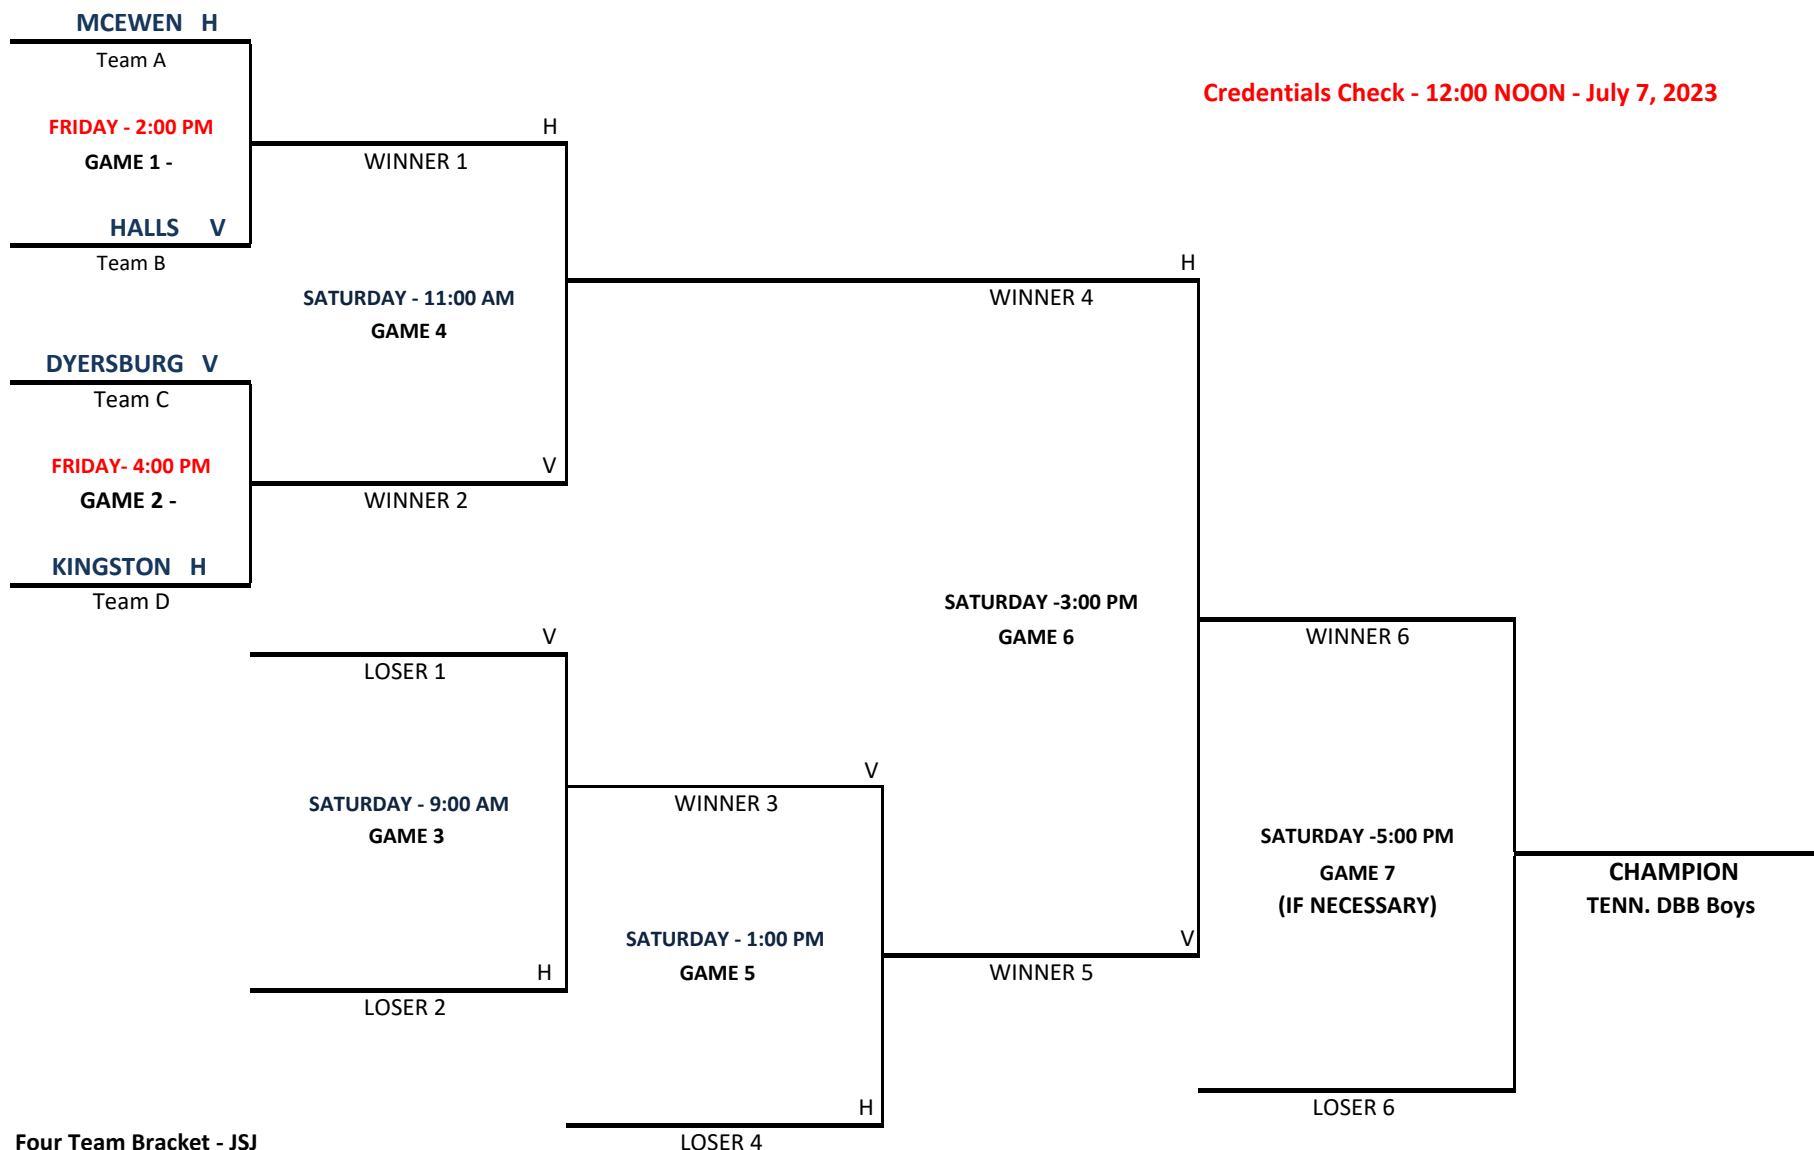 MCEWEN H
Team A
Credentials Check - 12:00 NOON - July 7, 2023
FRIDAY - 2:00 PM
H
GAME 1 -
WINNER 1
HALLS V
Team B
H
SATURDAY - 11:00 AM
WINNER 4
GAME 4
DYERSBURG V
Team C
FRIDAY- 4:00 PM
V
GAME 2 -
WINNER 2
KINGSTON H
Team D
SATURDAY -3:00 PM
V
GAME 6
WINNER 6
LOSER 1
V
SATURDAY - 9:00 AM
WINNER 3
GAME 3
SATURDAY -5:00 PM
GAME 7
CHAMPION
(IF NECESSARY)
TENN. DBB Boys
SATURDAY - 1:00 PM
V
H
GAME 5
WINNER 5
LOSER 2
H
LOSER 6
Four Team Bracket - JSJ
LOSER 4